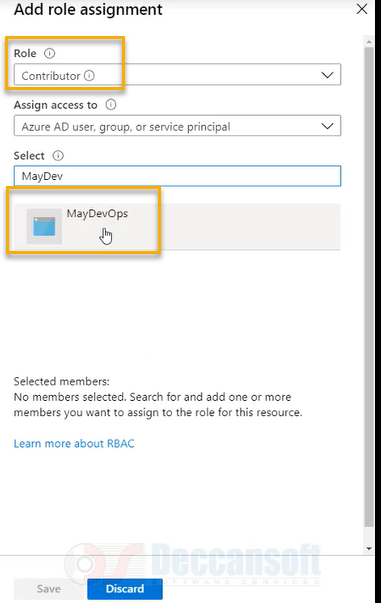 Add role assignment
Role
Contributor
Assign access to
Azure AD user, group, or service principal
Select
MayDev
MayDevOps
Selected members:
No members selected. Search for and add one or more
members you want to assign to the role for this resource.
Learn more about RBAC
Deccansoft
SOFTWARE SERVICES
Save
Discard